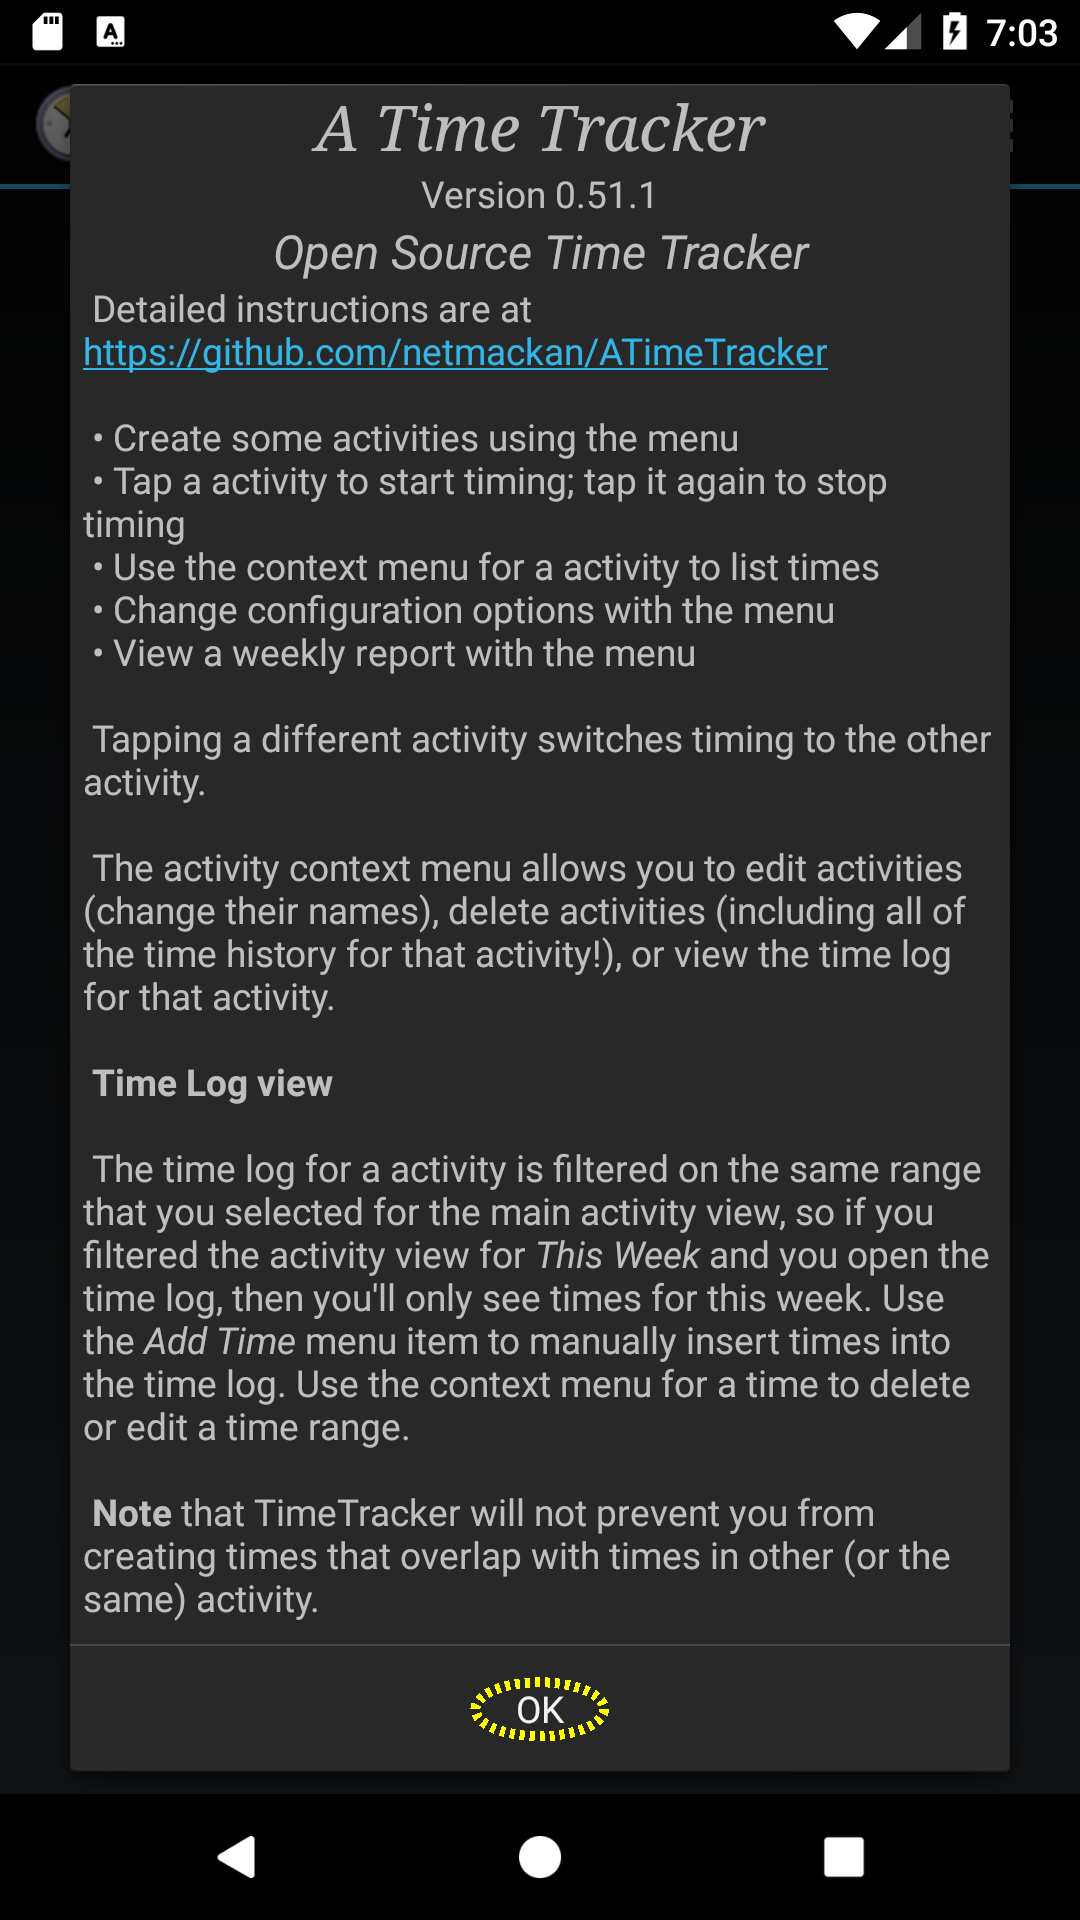 7:03
A Time Tracker
Version 0.51.1
Open Source Time Tracker
Detailed instructions are at
https://github.com/netmackan/ATimeTracker
• Create some activities using the menu
• Tap a activity to start timing; tap it again to stop
timing
• Use the context menu for a activity to list times
• Change configuration options with the menu
• View a weekly report with the menu
Tapping a different activity switches timing to the other
activity.
The activity context menu allows you to edit activities
(change their names), delete activities (including all of
the time history for that activity!), or view the time log
for that activity.
Time Log view
The time log for a activity is filtered on the same range
that you selected for the main activity view, so if you
filtered the activity view for This Week and you open the
time log, then you'll only see times for this week. Use
the Add Time menu item to manually insert times into
the time log. Use the context menu for a time to delete
or edit a time range.
Note that TimeTracker will not prevent you from
creating times that overlap with times in other (or the
same) activity.
OK